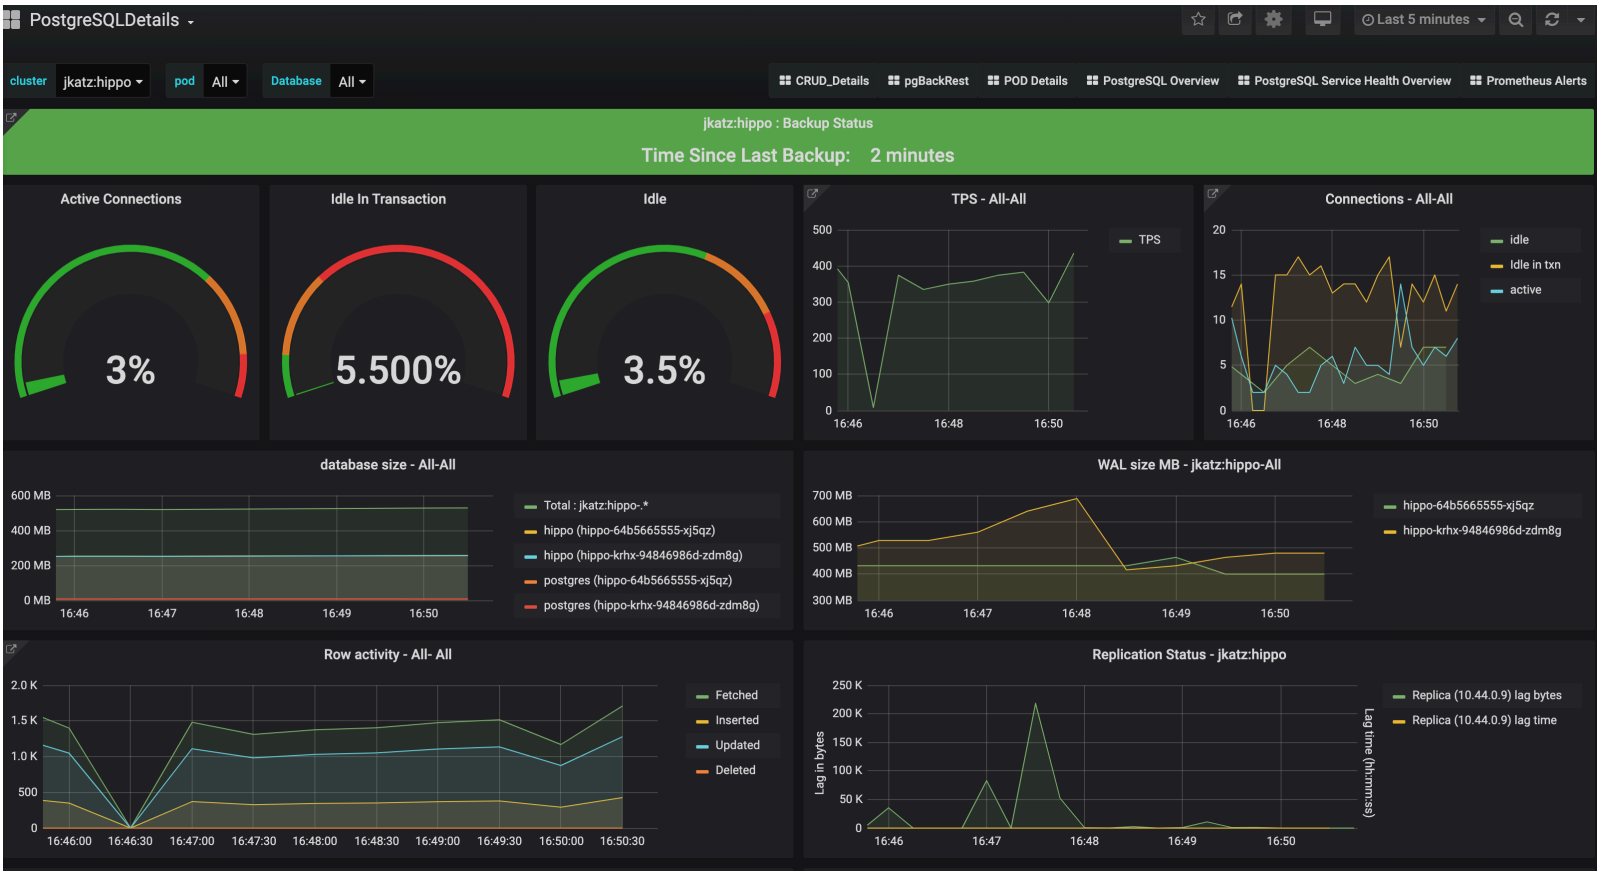 PostgreSQLDetails
Last 5 minutes
cluster jkatz:hippo pod All Database All
CRUD_Details pgBackRest POD Details PostgreSQL Overview PostgreSQL Service Health Overview Prometheus Alerts
jkatz:hippo : Backup Status
Time Since Last Backup: 2 minutes
Active Connections
3%
Idle In Transaction
5.500%
Idle
3.5%
TPS - All-All
500
400
300
200
100
0
16:46 16:48 16:50
TPS
Connections - All-All
20
15
10
5
0
16:46 16:48 16:50
idle
Idle in txn
active
database size - All-All
600 MB
400 MB
200 MB
0 MB
16:46 16:47 16:48 16:49 16:50
Total : jkatz:hippo-.*
hippo (hippo-64b5665555-xj5qz)
hippo (hippo-krhx-94846986d-zdm8g)
postgres (hippo-64b5665555-xj5qz)
postgres (hippo-krhx-94846986d-zdm8g)
WAL size MB - jkatz:hippo-All
700 MB
600 MB
500 MB
400 MB
300 MB
16:46 16:47 16:48 16:49 16:50
hippo-64b5665555-xj5qz
hippo-krhx-94846986d-zdm8g
Row activity - All- All
2.0 K
1.5 K
1.0 K
500
0
16:46:00 16:46:30 16:47:00 16:47:30 16:48:00 16:48:30 16:49:00 16:49:30 16:50:00 16:50:30
Fetched
Inserted
Updated
Deleted
Replication Status - jkatz:hippo
Lag in bytes
250 K
200 K
150 K
100 K
50 K
0
16:46 16:47 16:48 16:49 16:50
Lag time (hh:mm:ss)
Replica (10.44.0.9) lag bytes
Replica (10.44.0.9) lag time